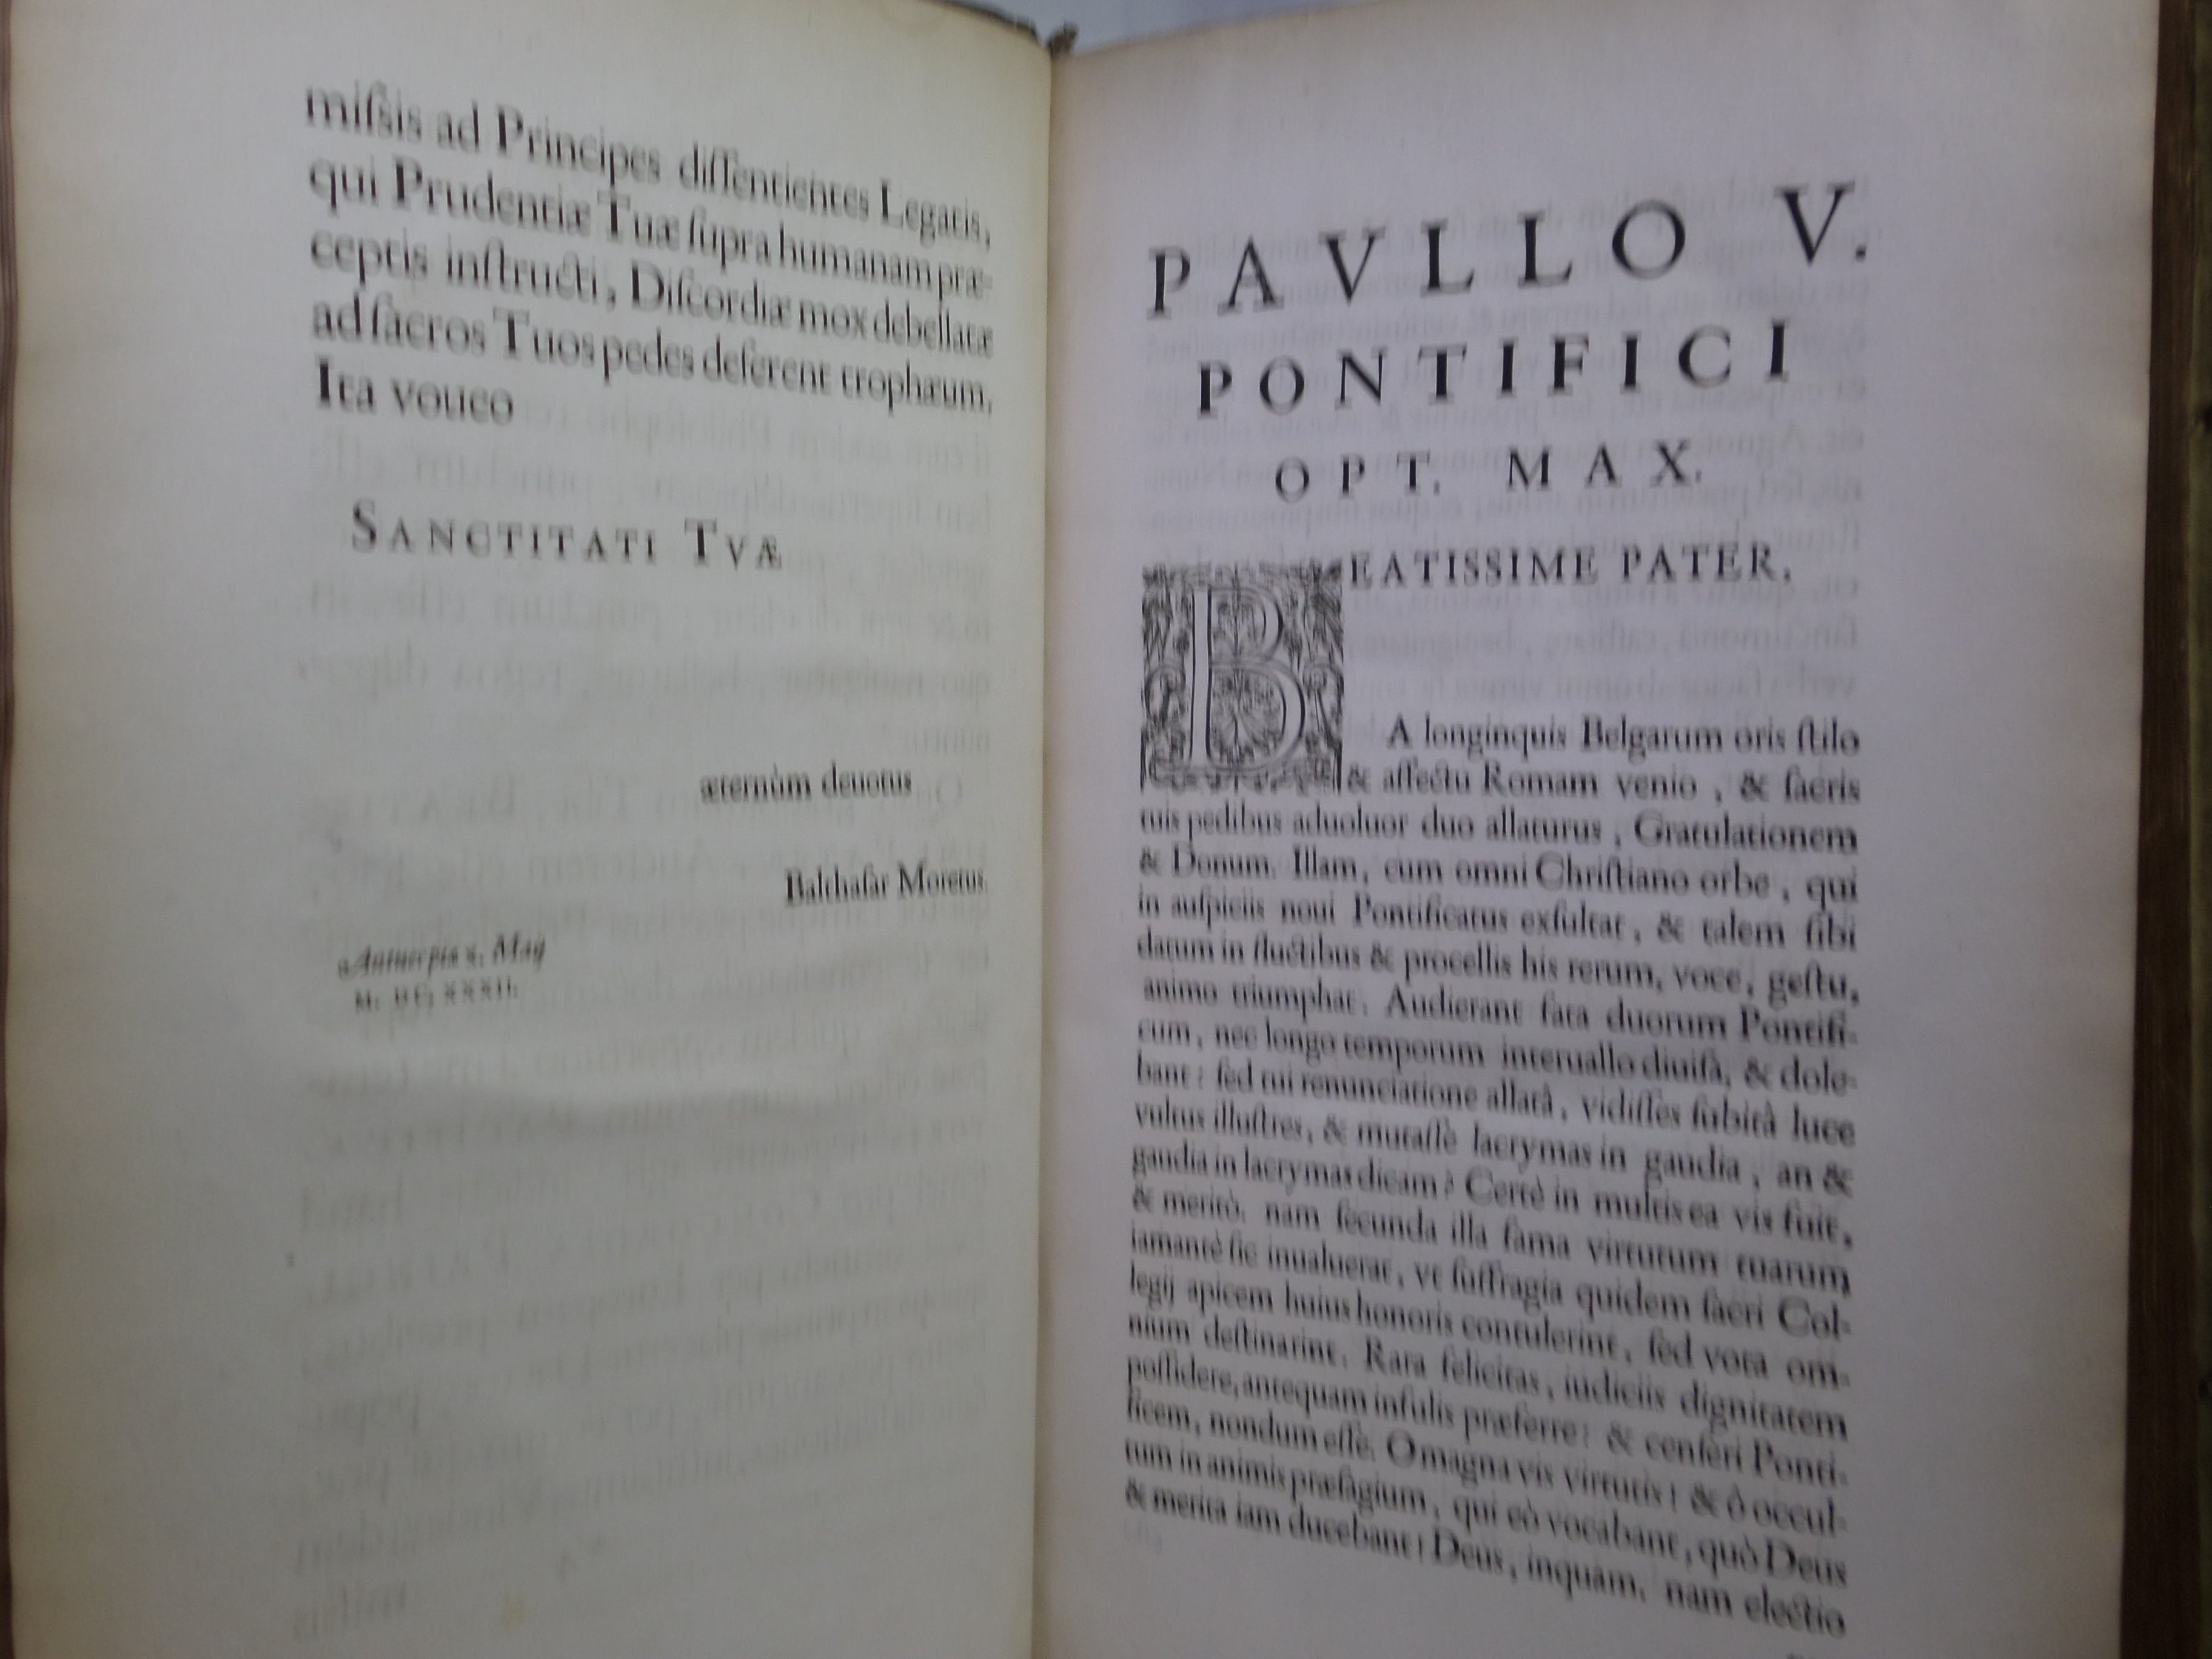 miſsis ad Principes diſſentientes Legatis,
qui Prudentiæ Tuæ ſupra humanam præ-
ceptis inſtructi, Diſcordiæ mox debellatæ
ad ſacros Tuos pedes deferent trophæum.
Ita voueo
SANCTITATI TVÆ
æternùm deuotus
Balthaſar Moretus.
Antuerpiæ x. Maij
M. DC. XXXII.
PAVLLO V.
PONTIFICI
OPT. MAX.
BEATISSIME PATER,
A longinquis Belgarum oris ſtilo
& affectu Romam venio, & ſacris
tuis pedibus aduoluor duo allaturus, Gratulationem
& Donum. Illam, cum omni Chriſtiano orbe, qui
in auſpiciis noui Pontificatus exſultat, & talem ſibi
datum in fluctibus & procellis his rerum, voce, geſtu,
animo triumphat. Audierant fata duorum Pontifi-
cum, nec longo temporum interuallo diuiſa, & dole-
bant: ſed tui renunciatione allatâ, vidiſſes ſubità luce
vultus illuſtres, & mutaſſe lacrymas in gaudia, an &
gaudia in lacrymas dicam? Certè in multis ea vis fuit,
& meritò. nam fecunda illa fama virtutum tuarum
iamantè ſic inualuerat, vt ſuffragia quidem ſacri Col-
legij apicem huius honoris contulerint, ſed vota om-
nium deſtinarint. Rara felicitas, iudiciis dignitatem
poſſidere, antequam infulis præferre: & cenſeri Ponti-
ficem, nondum eſſe. O magna vis virtutis! & ô occul-
tum in animis præſagium, qui eò vocabant, quò Deus
& merita iam ducebant! Deus, inquam. nam electio